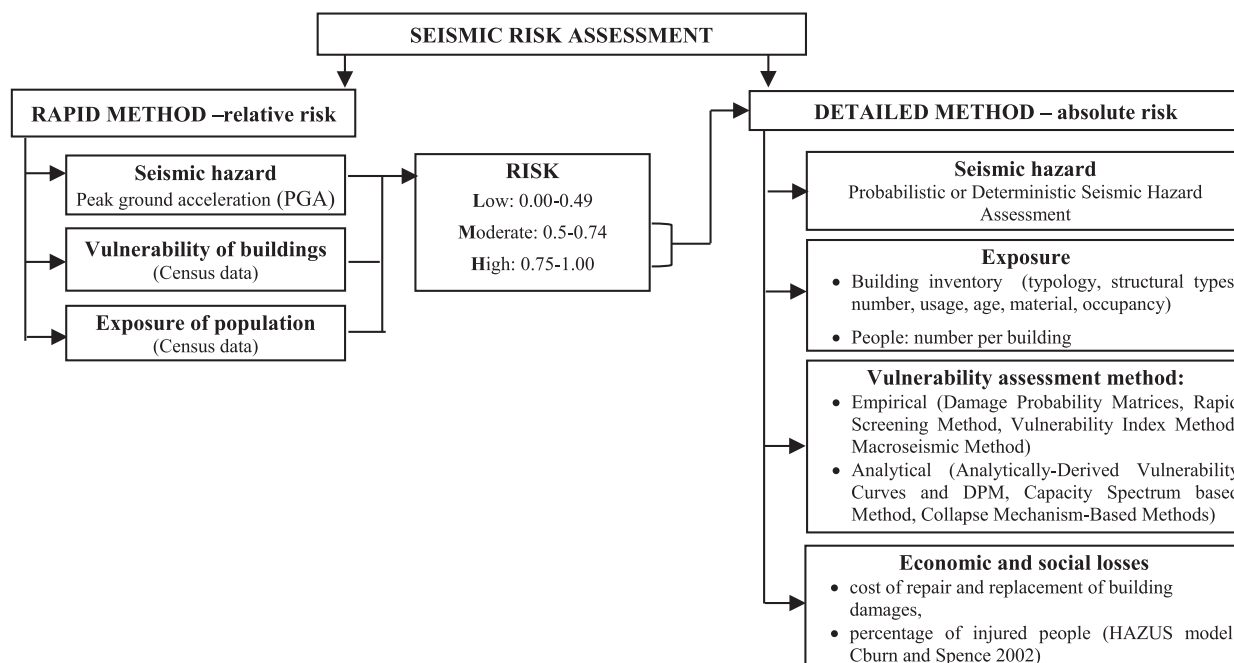 SEISMIC RISK ASSESSMENT
RAPID METHOD –relative risk
Seismic hazard
Peak ground acceleration (PGA)
Vulnerability of buildings
(Census data)
Exposure of population
(Census data)
RISK
Low: 0.00-0.49
Moderate: 0.5-0.74
High: 0.75-1.00
DETAILED METHOD – absolute risk
Seismic hazard
Probabilistic or Deterministic Seismic Hazard
Assessment
Exposure
• Building inventory (typology, structural types
number, usage, age, material, occupancy)
• People: number per building
Vulnerability assessment method:
• Empirical (Damage Probability Matrices, Rapid
Screening Method, Vulnerability Index Method
Macroseismic Method)
• Analytical (Analytically-Derived Vulnerability
Curves and DPM, Capacity Spectrum based
Method, Collapse Mechanism-Based Methods)
Economic and social losses
• cost of repair and replacement of building
damages,
• percentage of injured people (HAZUS model
Cburn and Spence 2002)